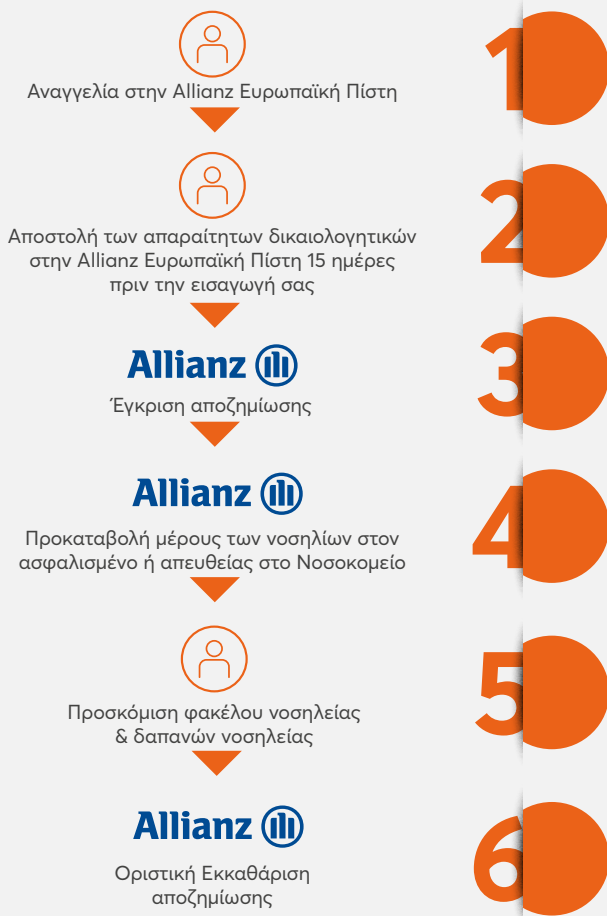 1
Αναγγελία στην Allianz Ευρωπαϊκή Πίστη
2
Αποστολή των απαραίτητων δικαιολογητικών
στην Allianz Ευρωπαϊκή Πίστη 15 ημέρες
πριν την εισαγωγή σας
3
Allianz
Έγκριση αποζημίωσης
4
Allianz
Προκαταβολή μέρους των νοσηλίων στον
ασφαλισμένο ή απευθείας στο Νοσοκομείο
5
Προσκόμιση φακέλου νοσηλείας
& δαπανών νοσηλείας
6
Allianz
Οριστική Εκκαθάριση
αποζημίωσης